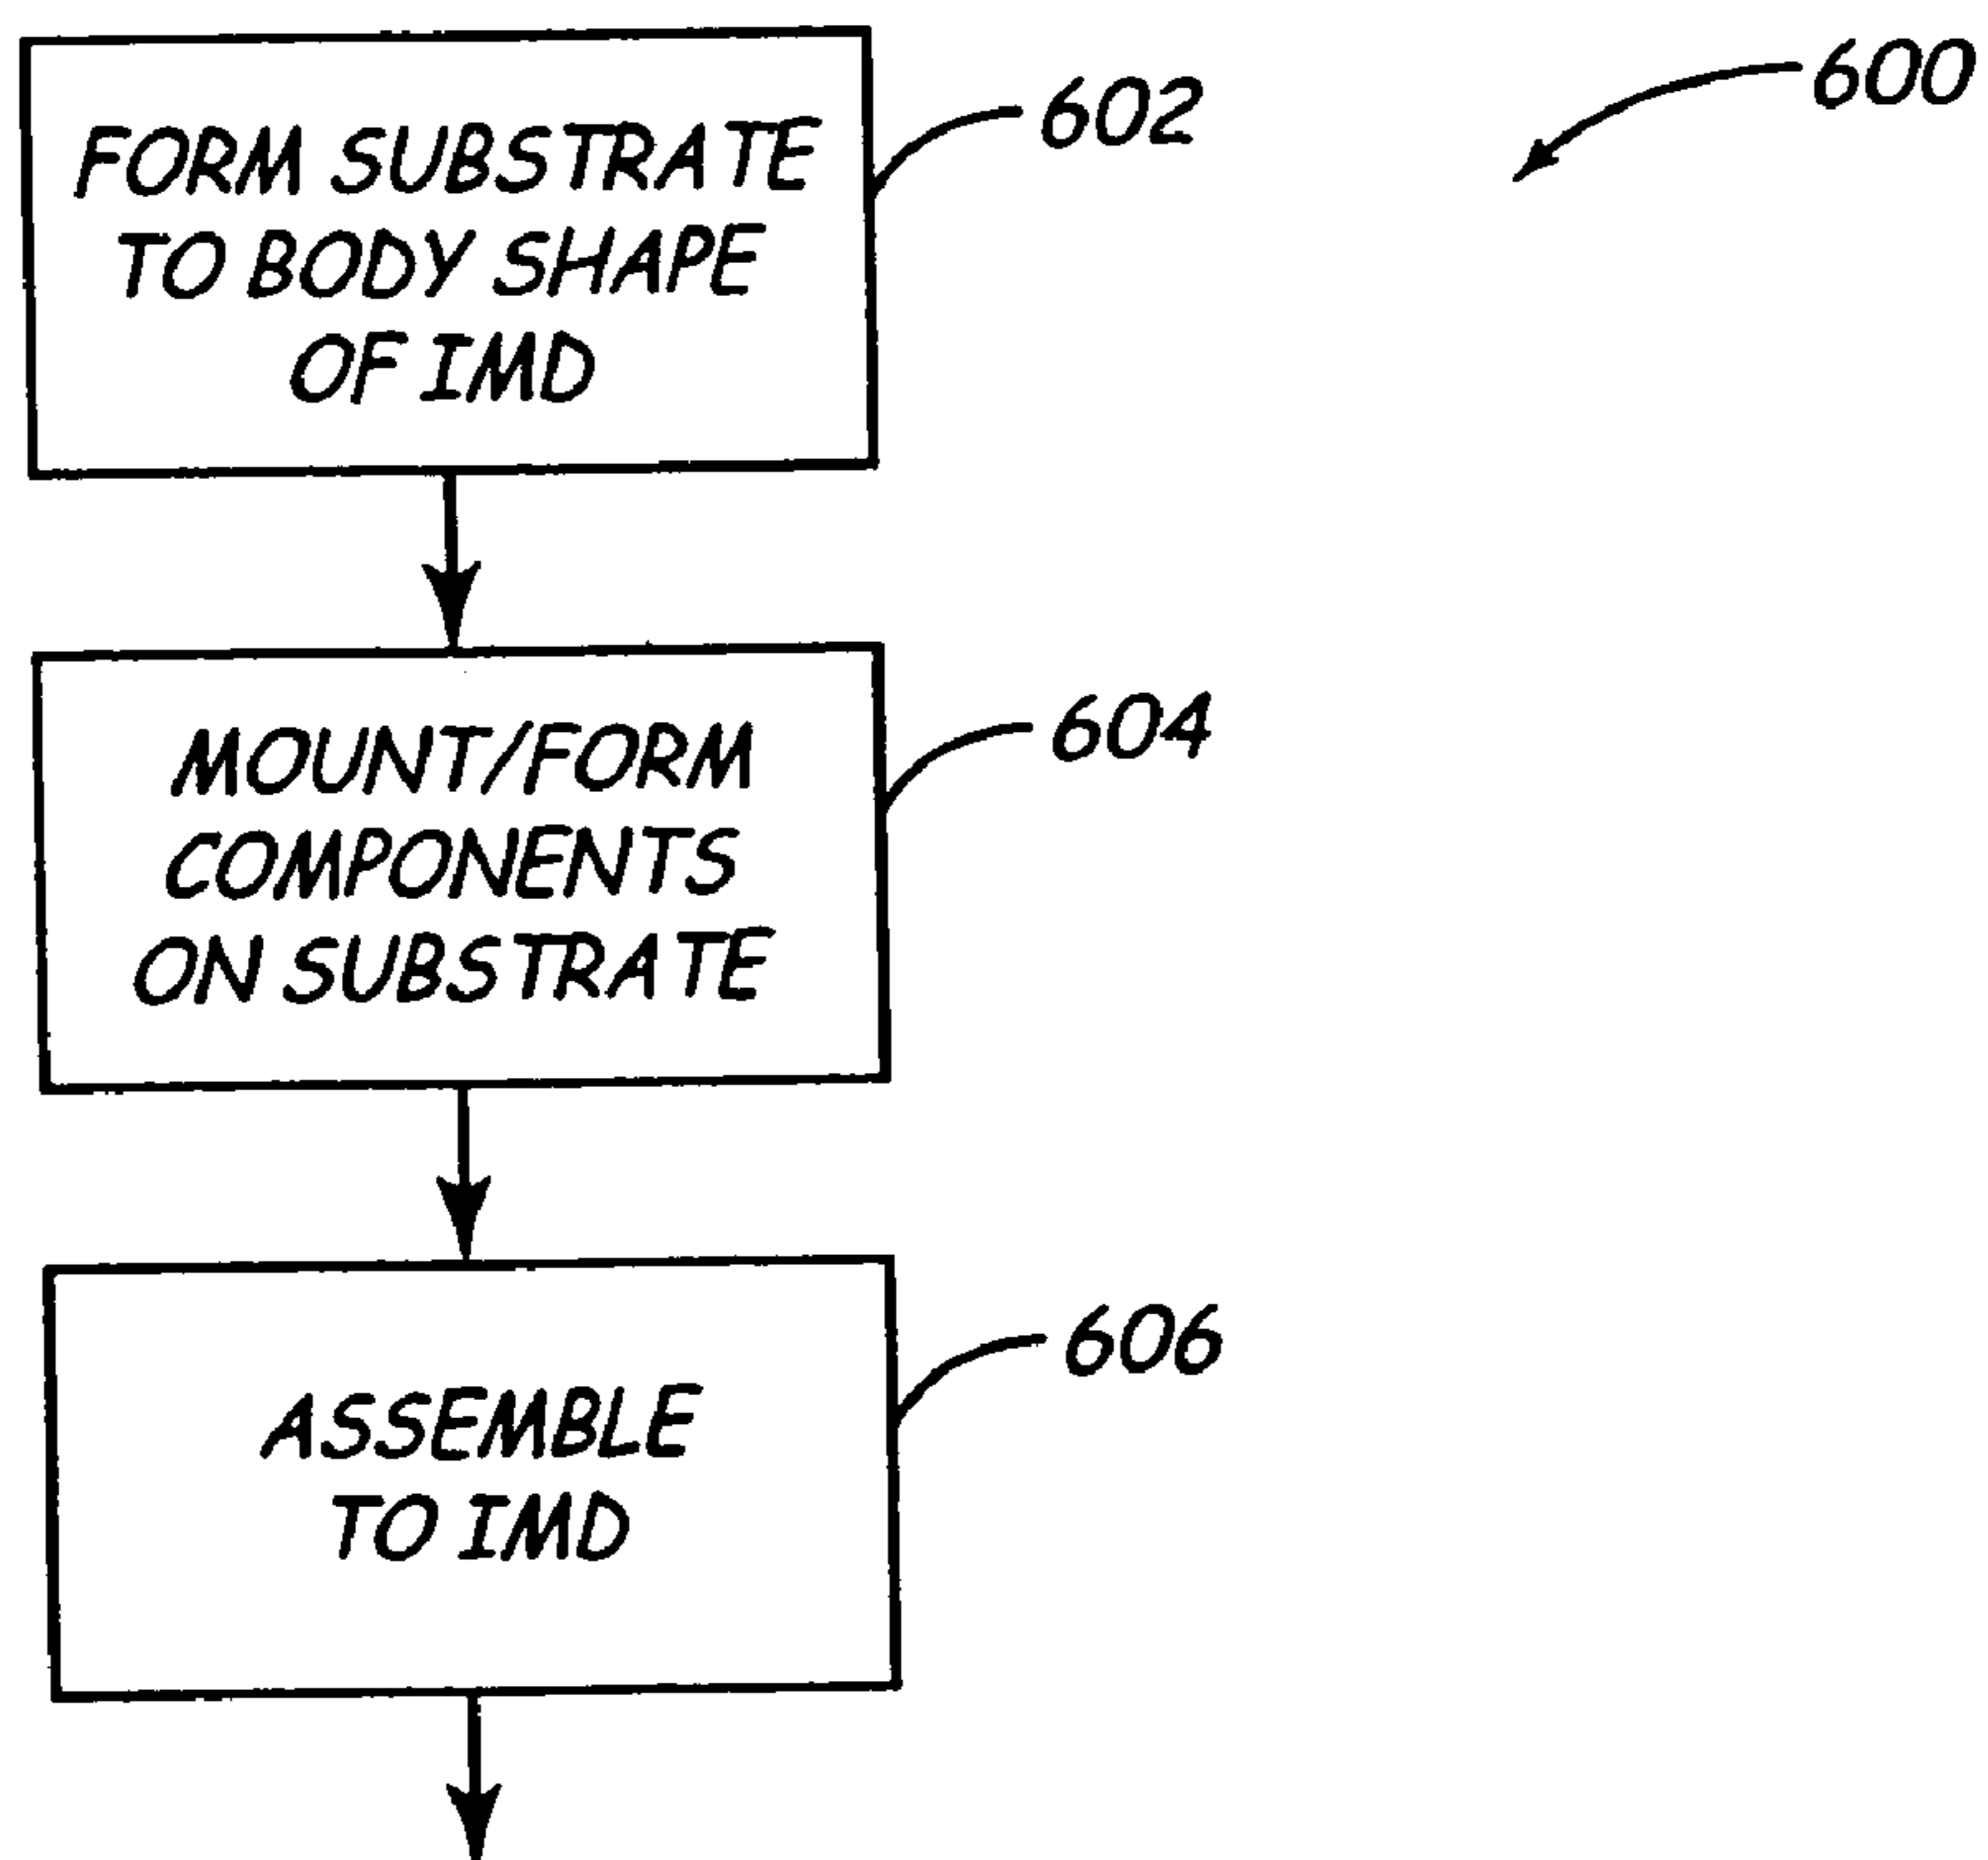 600
FORM SUBSTRATE
TO BODY SHAPE
OF IMD
602
MOUNT/FORM
COMPONENTS
ON SUBSTRATE
604
ASSEMBLE
TO IMD
606